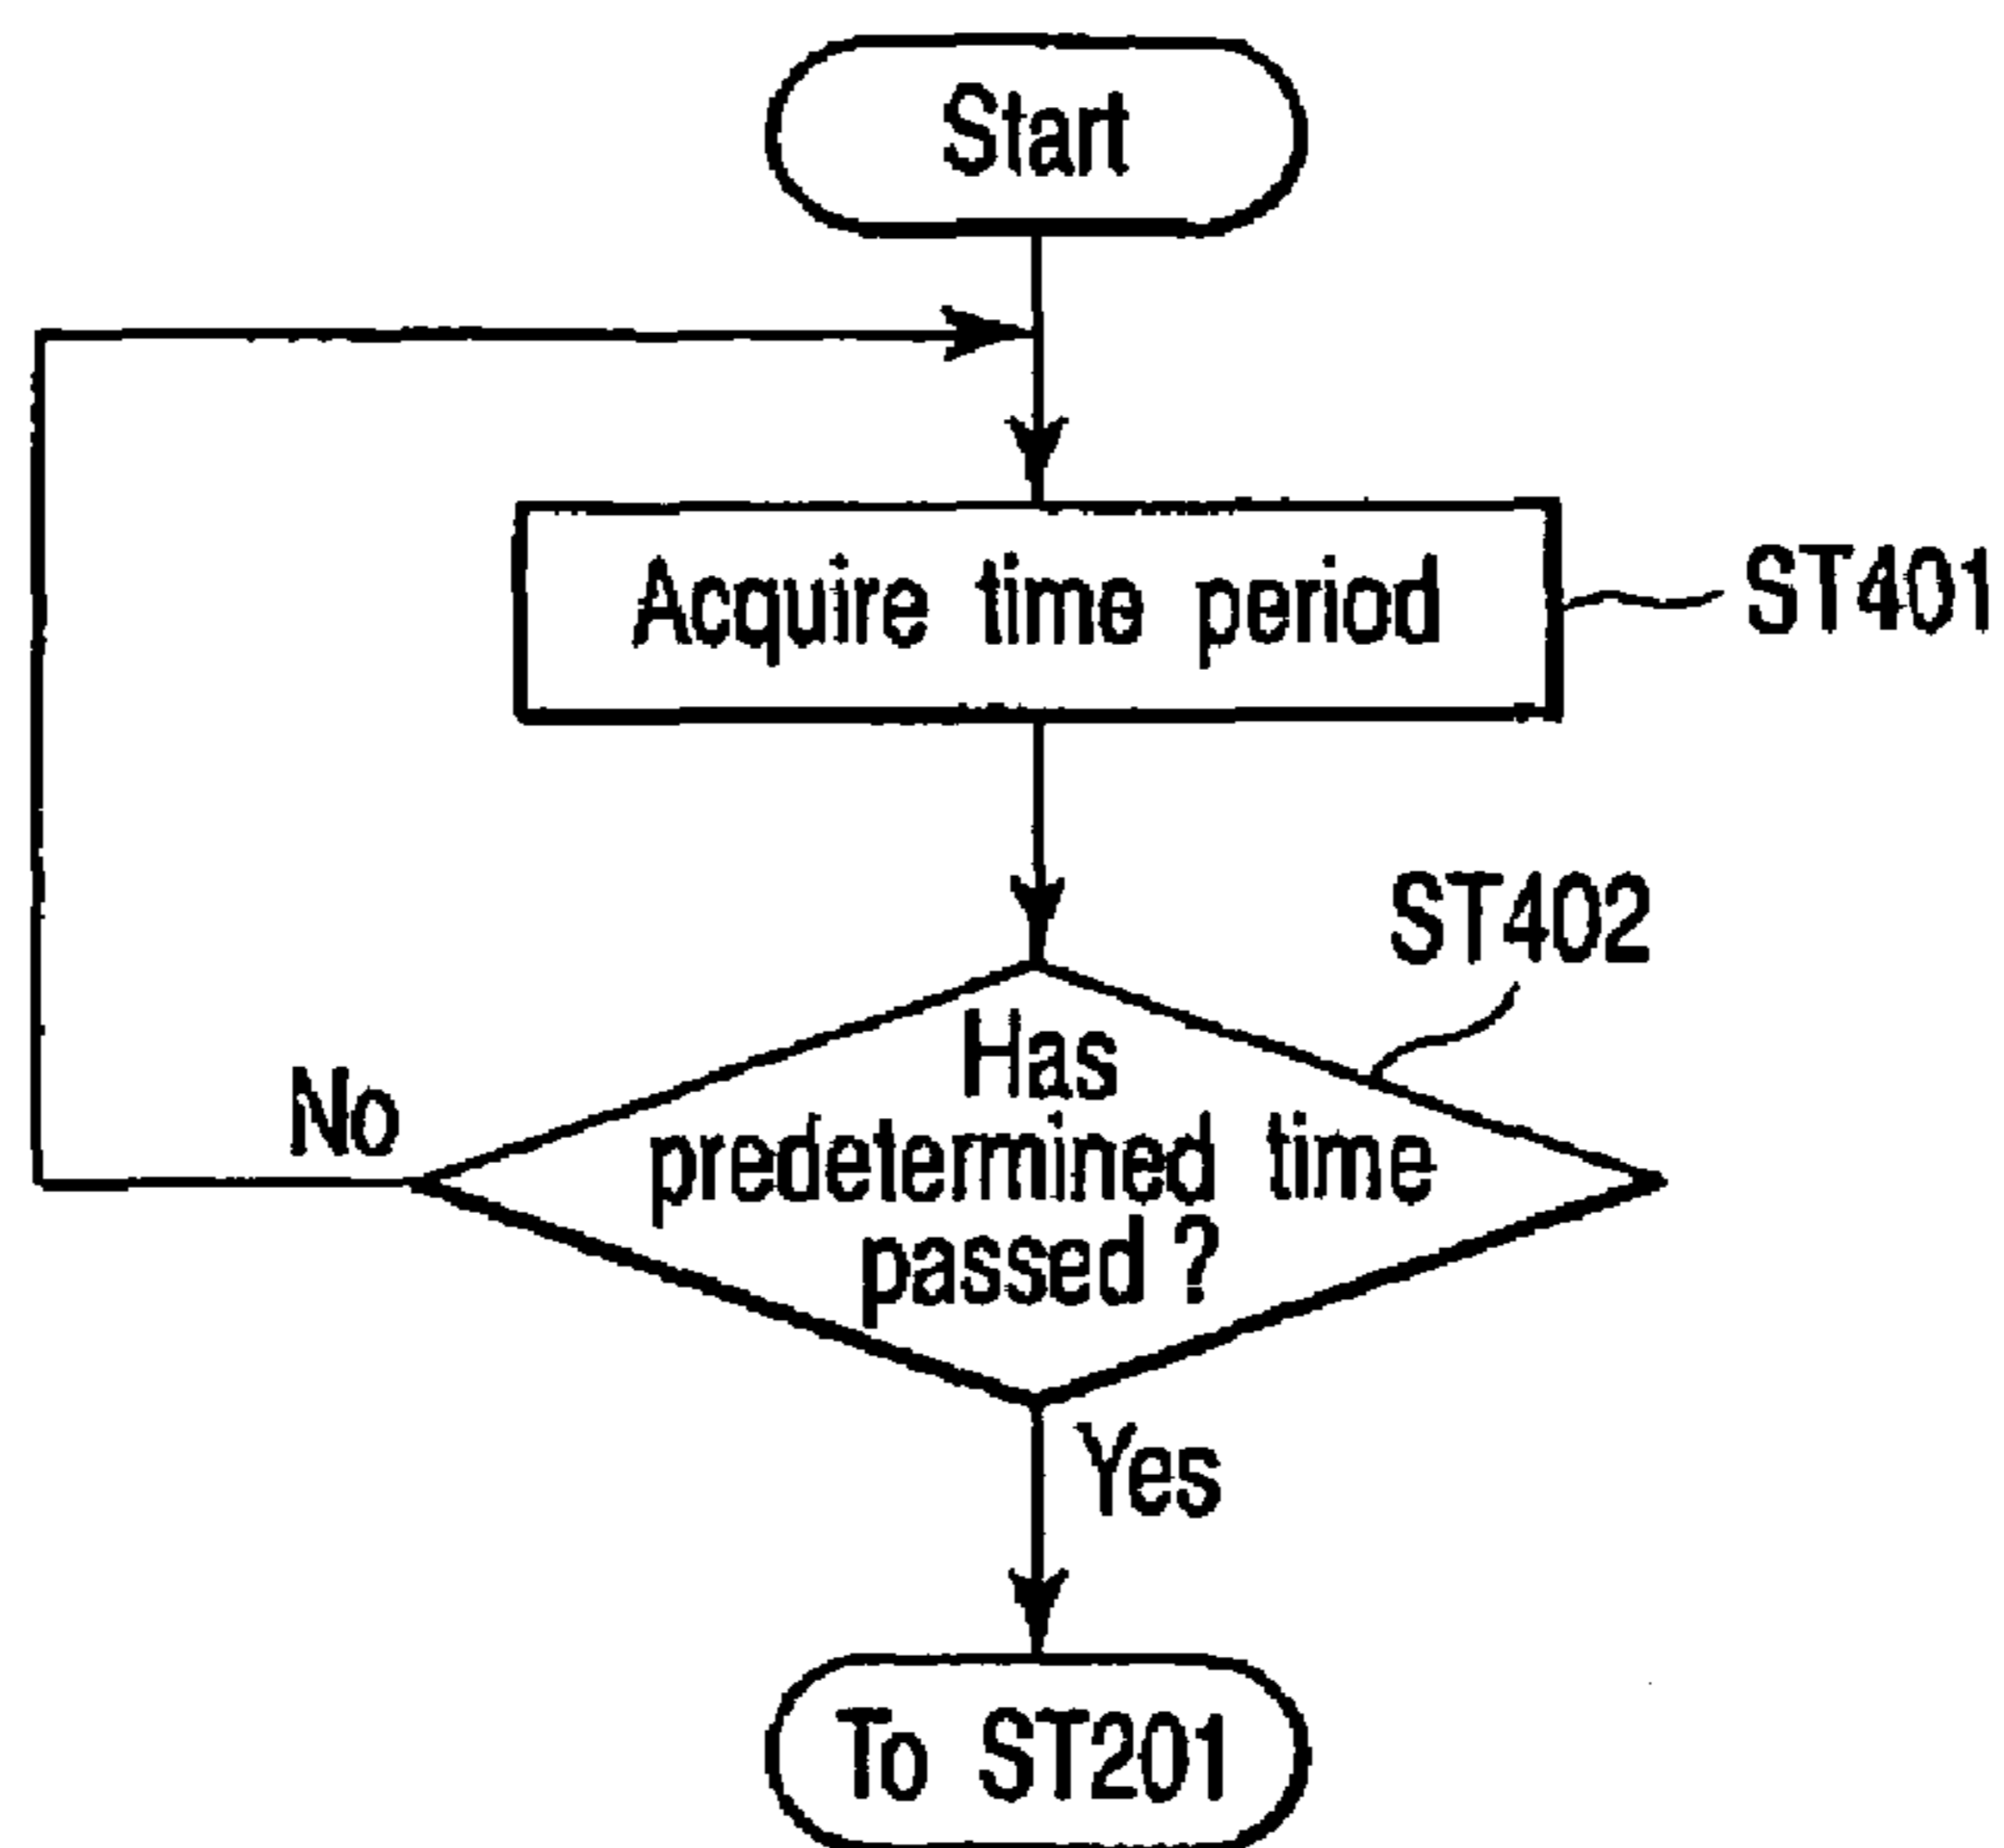 Start
Acquire time period
ST401
ST402
Has
predetermined time
passed ?
No
Yes
To ST201